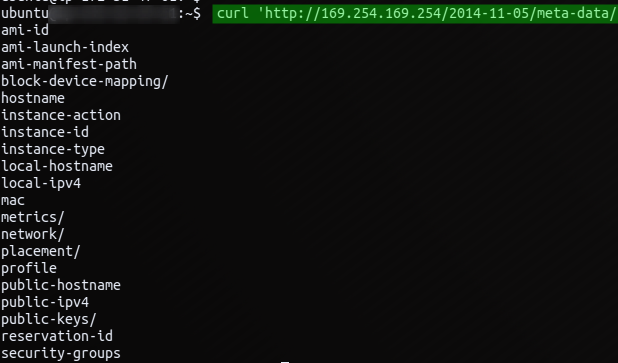 ubuntu :~$ curl 'http://169.254.169.254/2014-11-05/meta-data/
ami-id
ami-launch-index
ami-manifest-path
block-device-mapping/
hostname
instance-action
instance-id
instance-type
local-hostname
local-ipv4
mac
metrics/
network/
placement/
profile
public-hostname
public-ipv4
public-keys/
reservation-id
security-groups